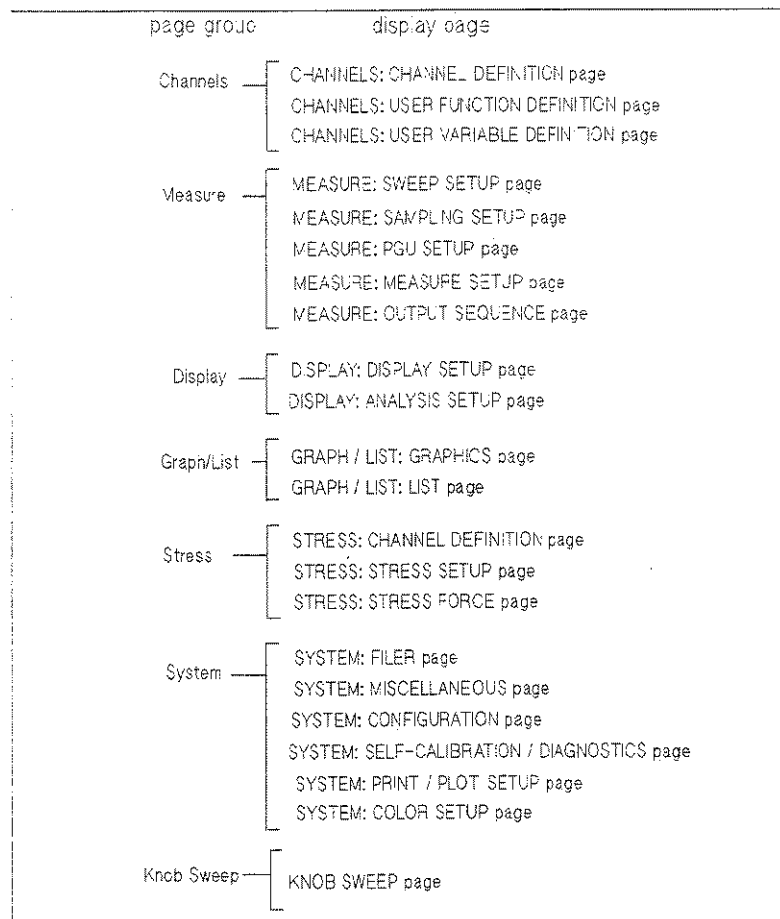 page group display page
Channels
CHANNELS: CHANNEL DEFINITION page
CHANNELS: USER FUNCTION DEFINITION page
CHANNELS: USER VARIABLE DEFINITION page
Measure
MEASURE: SWEEP SETUP page
MEASURE: SAMPLING SETUP page
MEASURE: PGU SETUP page
MEASURE: MEASURE SETUP page
MEASURE: OUTPUT SEQUENCE page
Display
DISPLAY: DISPLAY SETUP page
DISPLAY: ANALYSIS SETUP page
Graph/List
GRAPH / LIST: GRAPHICS page
GRAPH / LIST: LIST page
Stress
STRESS: CHANNEL DEFINITION page
STRESS: STRESS SETUP page
STRESS: STRESS FORCE page
System
SYSTEM: FILER page
SYSTEM: MISCELLANEOUS page
SYSTEM: CONFIGURATION page
SYSTEM: SELF-CALIBRATION / DIAGNOSTICS page
SYSTEM: PRINT / PLOT SETUP page
SYSTEM: COLOR SETUP page
Knob Sweep
KNOB SWEEP page